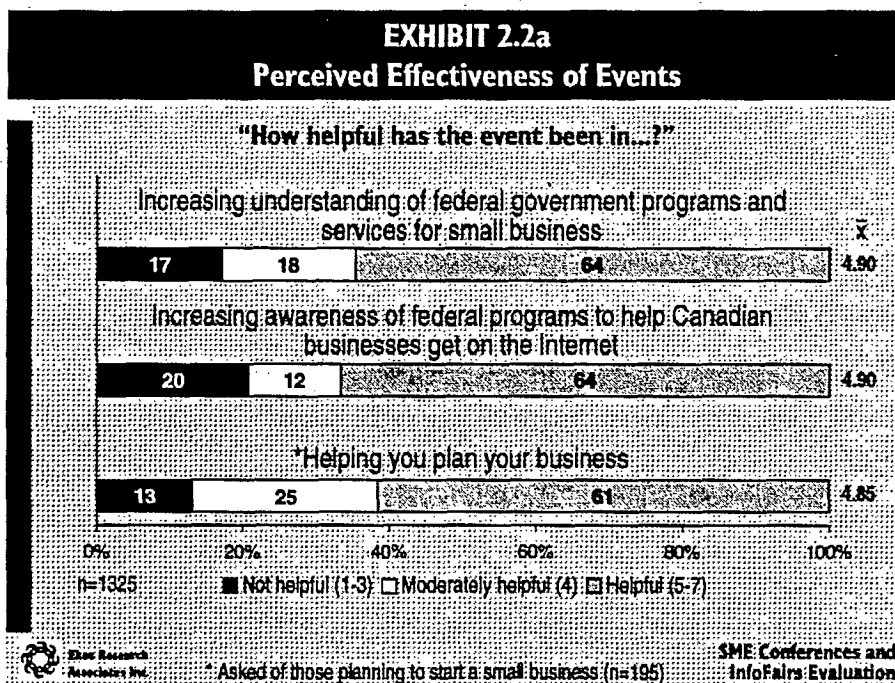 EXHIBIT 2.2a
Perceived Effectiveness of Events
"How helpful has the event been in...?"
Increasing understanding of federal government programs and
services for small business
x̄
17 18 64 4.90
Increasing awareness of federal programs to help Canadian
businesses get on the Internet
20 12 64 4.90
*Helping you plan your business
13 25 61 4.85
0% 20% 40% 60% 80% 100%
n=1325 Not helpful (1-3) Moderately helpful (4) Helpful (5-7)
Ekos Research
Associates Inc.
* Asked of those planning to start a small business (n=195)
SME Conferences and
InfoFairs Evaluation